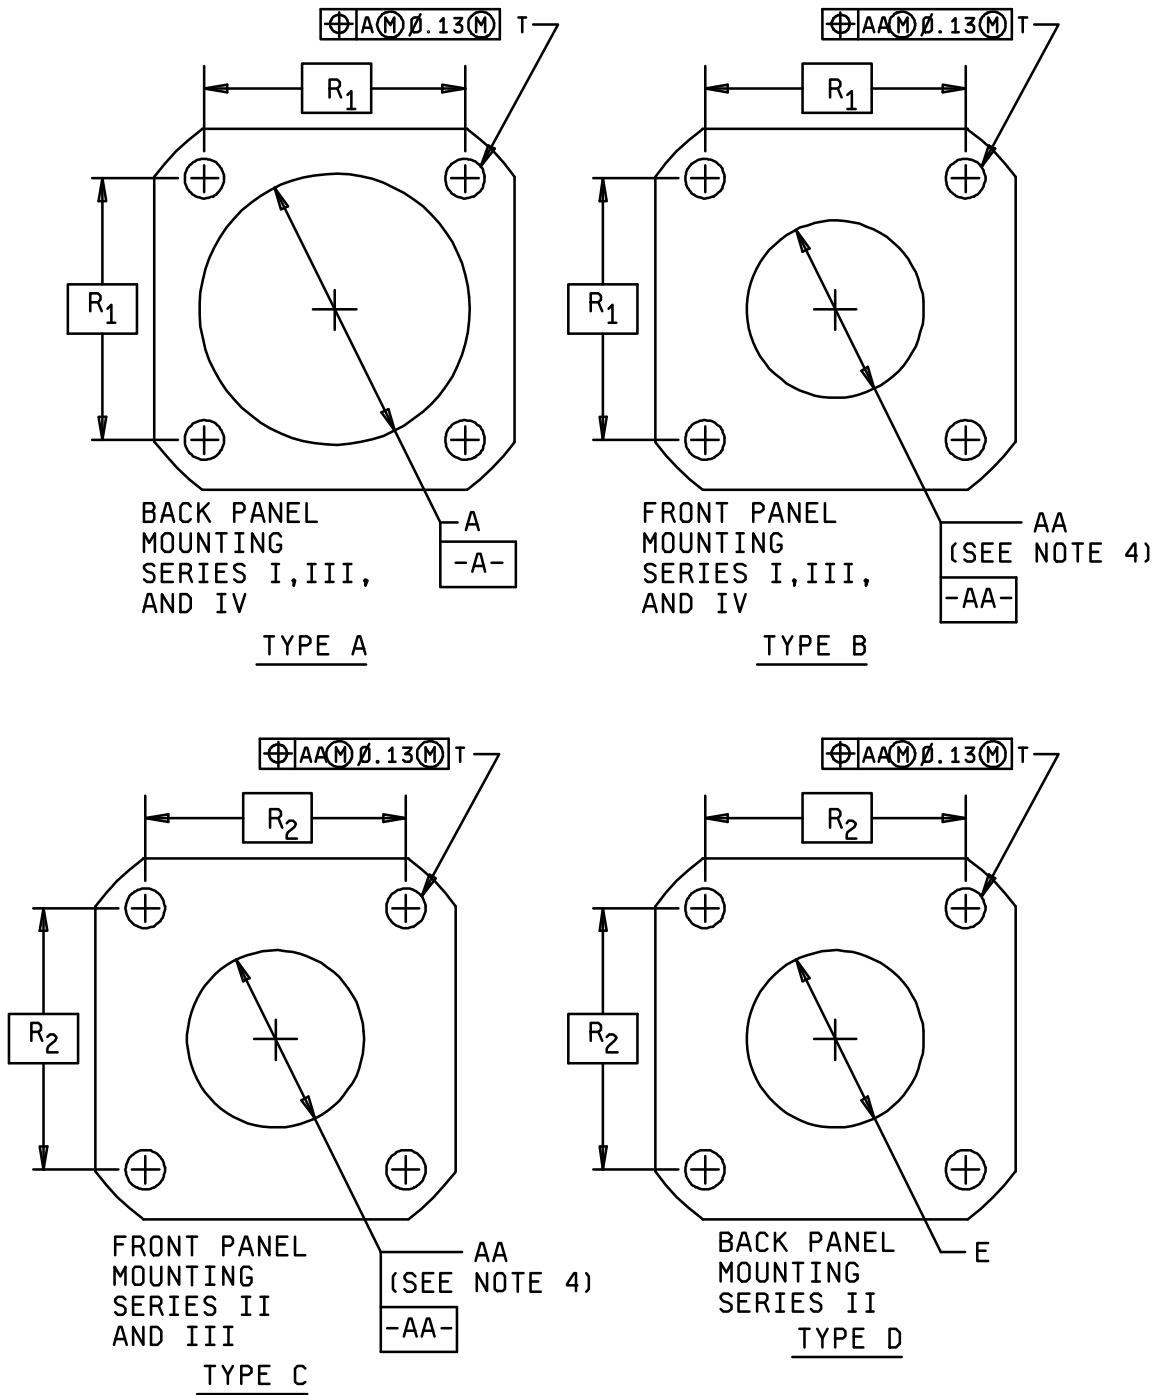 ⌖ A Ⓜ Ø.13 Ⓜ T
R1
R1
A
-A-
BACK PANEL
MOUNTING
SERIES I,III,
AND IV
TYPE A
⌖ AA Ⓜ Ø.13 Ⓜ T
R1
R1
AA
(SEE NOTE 4)
-AA-
FRONT PANEL
MOUNTING
SERIES I,III,
AND IV
TYPE B
⌖ AA Ⓜ Ø.13 Ⓜ T
R2
R2
AA
(SEE NOTE 4)
-AA-
FRONT PANEL
MOUNTING
SERIES II
AND III
TYPE C
⌖ AA Ⓜ Ø.13 Ⓜ T
R2
R2
E
BACK PANEL
MOUNTING
SERIES II
TYPE D